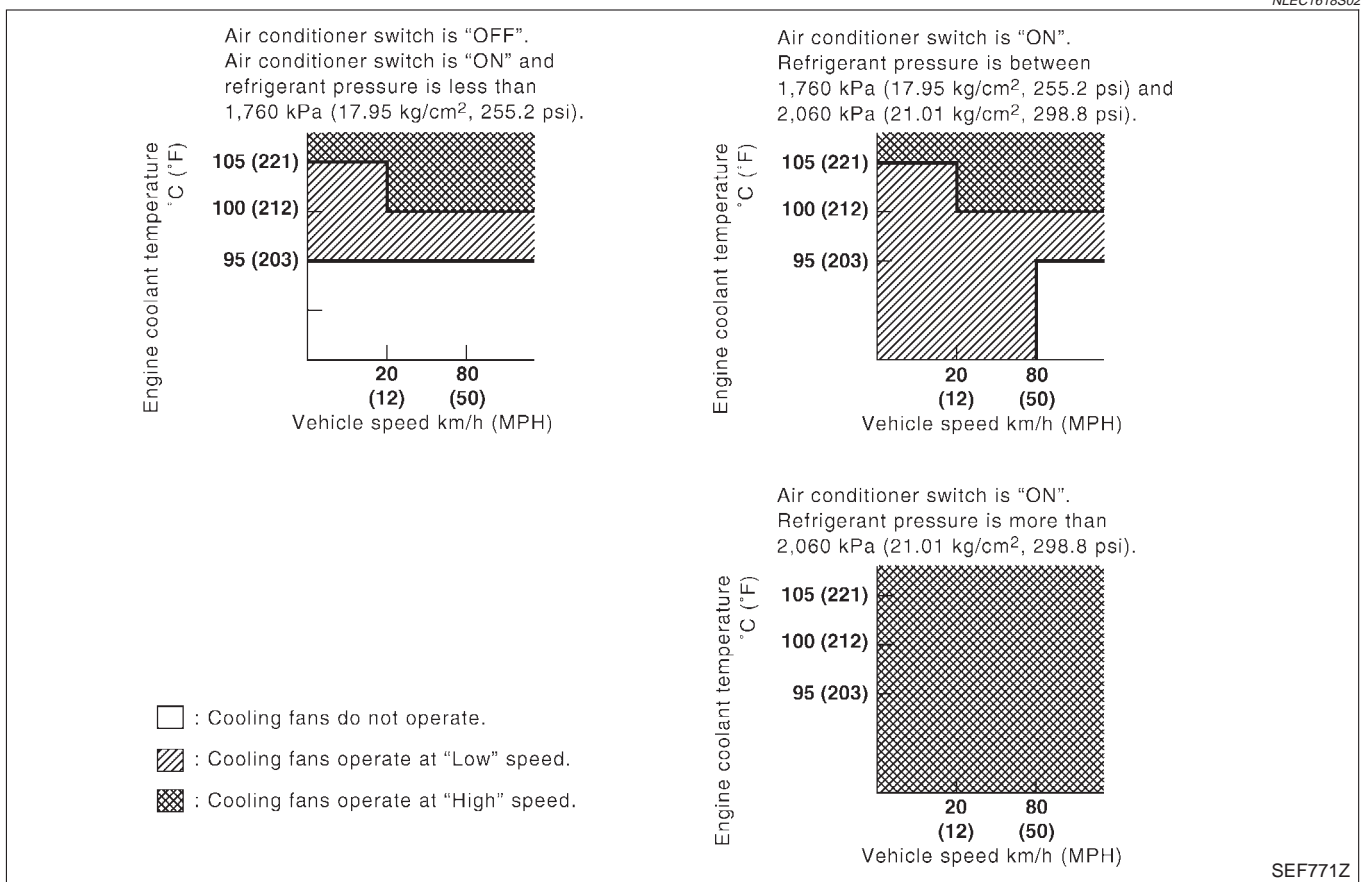 NLEC1618S02
Air conditioner switch is “OFF”.
Air conditioner switch is “ON” and
refrigerant pressure is less than
1,760 kPa (17.95 kg/cm², 255.2 psi).
Engine coolant temperature
°C (°F)
105 (221)
100 (212)
95 (203)
20
(12)
80
(50)
Vehicle speed km/h (MPH)
Air conditioner switch is “ON”.
Refrigerant pressure is between
1,760 kPa (17.95 kg/cm², 255.2 psi) and
2,060 kPa (21.01 kg/cm², 298.8 psi).
Engine coolant temperature
°C (°F)
105 (221)
100 (212)
95 (203)
20
(12)
80
(50)
Vehicle speed km/h (MPH)
Air conditioner switch is “ON”.
Refrigerant pressure is more than
2,060 kPa (21.01 kg/cm², 298.8 psi).
Engine coolant temperature
°C (°F)
105 (221)
100 (212)
95 (203)
20
(12)
80
(50)
Vehicle speed km/h (MPH)
: Cooling fans do not operate.
: Cooling fans operate at “Low” speed.
: Cooling fans operate at “High” speed.
SEF771Z